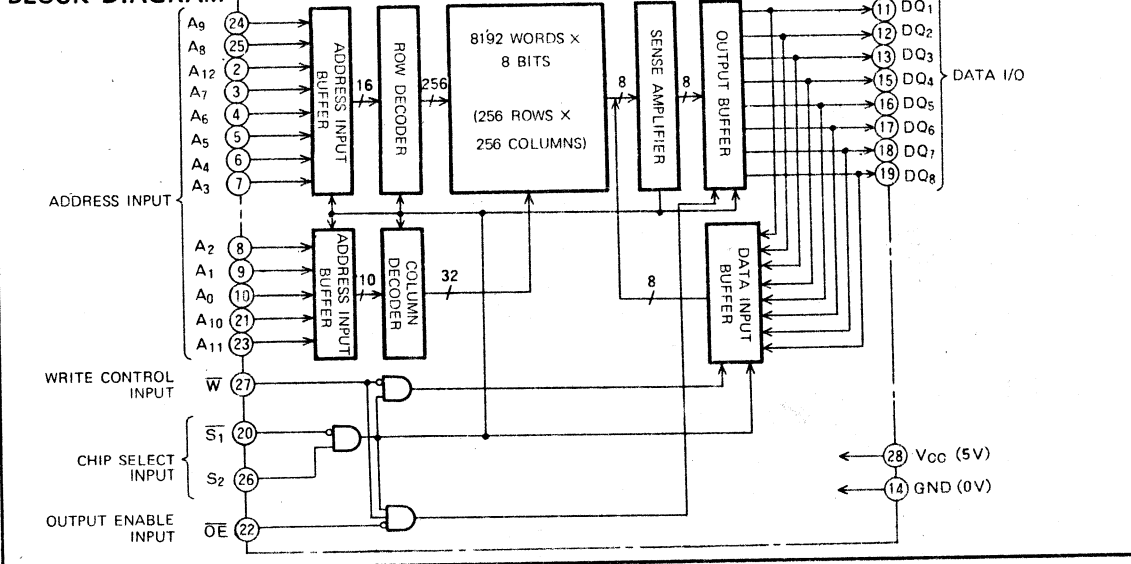 BLOCK DIAGRAM
ADDRESS INPUT
A9 24
A8 25
A12 2
A7 3
A6 4
A5 5
A4 6
A3 7
A2 8
A1 9
A0 10
A10 21
A11 23
ADDRESS INPUT
BUFFER
16
ROW DECODER
256
8192 WORDS ×
8 BITS
(256 ROWS ×
256 COLUMNS)
8
SENSE AMPLIFIER
8
OUTPUT BUFFER
11 DQ1
12 DQ2
13 DQ3
15 DQ4
16 DQ5
17 DQ6
18 DQ7
19 DQ8
DATA I/O
ADDRESS INPUT
BUFFER
10
COLUMN
DECODER
32
8
DATA INPUT
BUFFER
WRITE CONTROL
INPUT
W̅ 27
CHIP SELECT
INPUT
S̅1̅ 20
S2 26
OUTPUT ENABLE
INPUT
O̅E̅ 22
28 VCC (5V)
14 GND (0V)